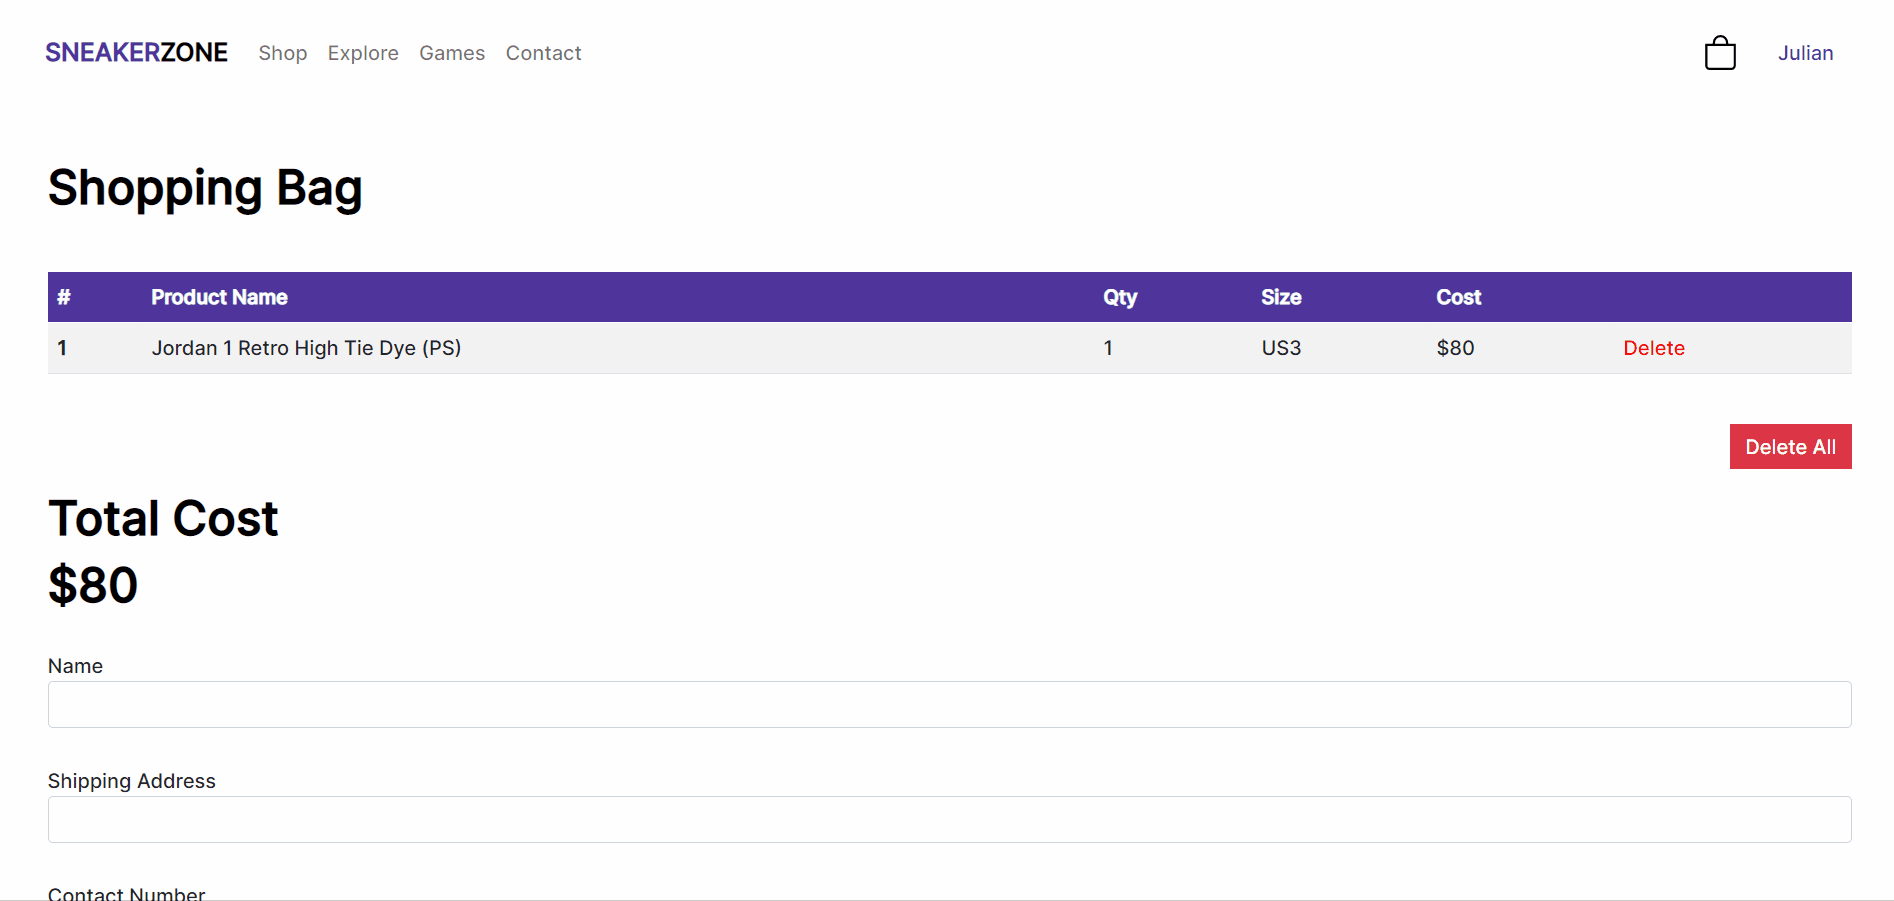 SNEAKERZONE Shop Explore Games Contact Julian
Shopping Bag
# Product Name Qty Size Cost
1 Jordan 1 Retro High Tie Dye (PS) 1 US3 $80 Delete
Delete All
Total Cost
$80
Name
Shipping Address
Contact Number